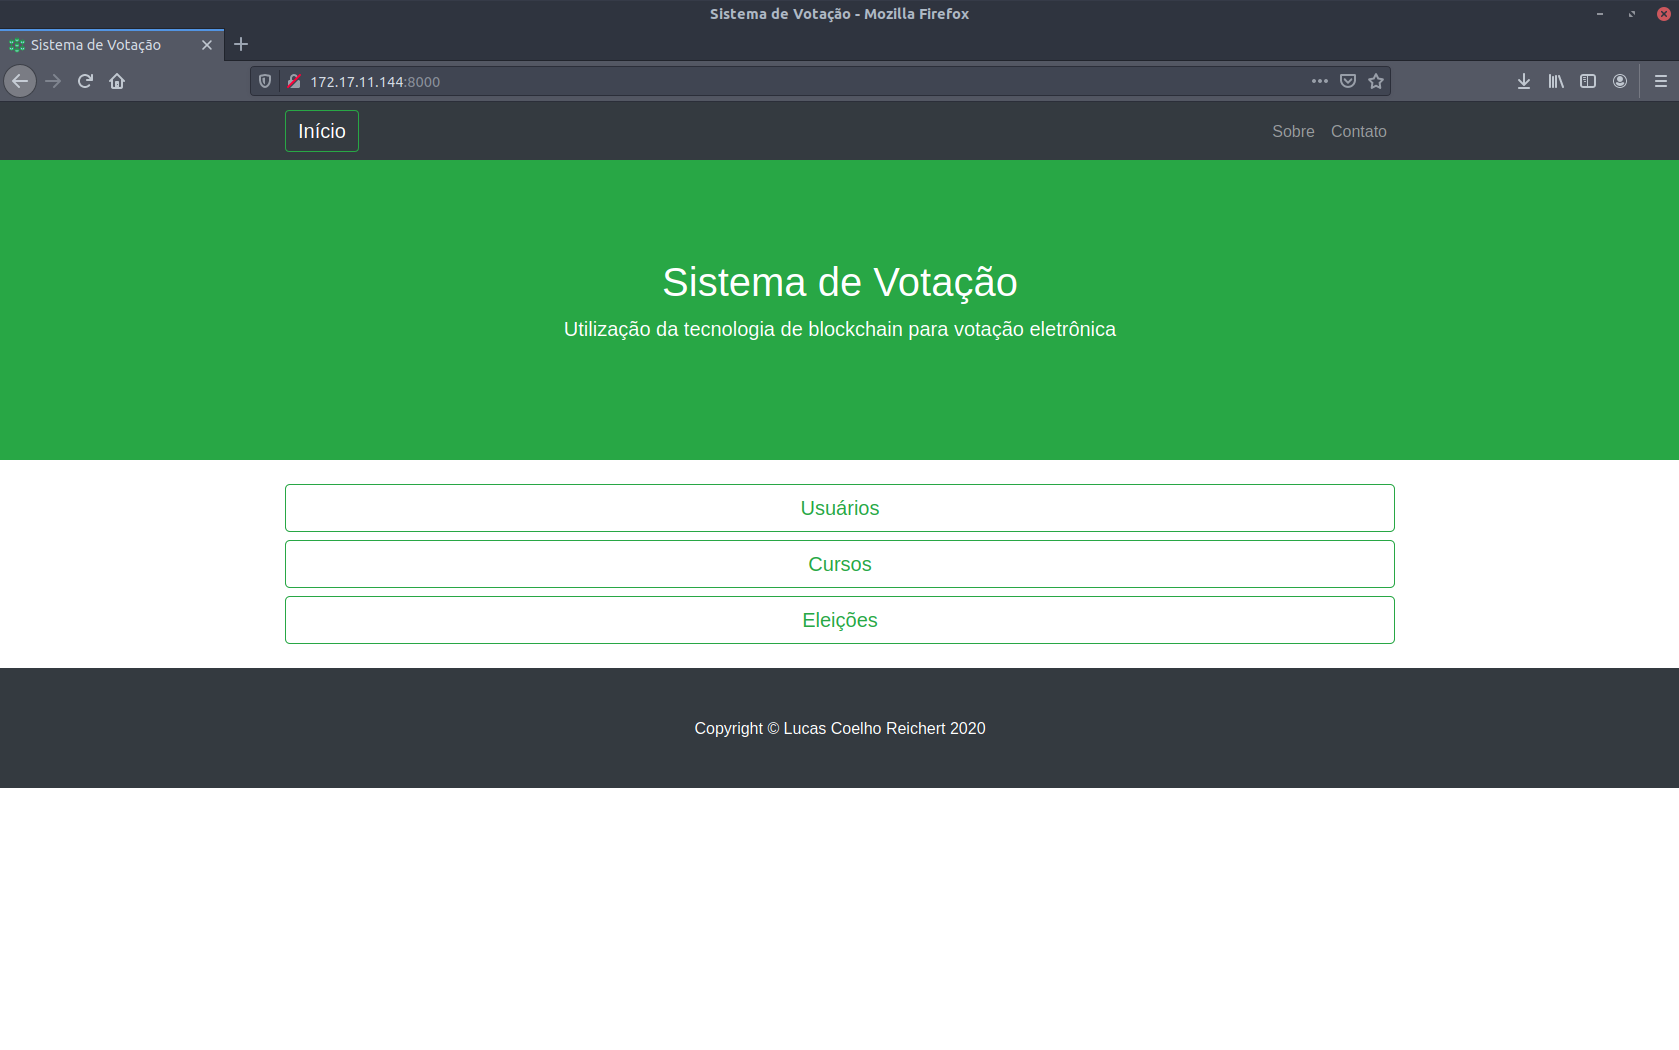 Sistema de Votação - Mozilla Firefox
Sistema de Votação
172.17.11.144:8000
Início
Sobre
Contato
Sistema de Votação
Utilização da tecnologia de blockchain para votação eletrônica
Usuários
Cursos
Eleições
Copyright © Lucas Coelho Reichert 2020